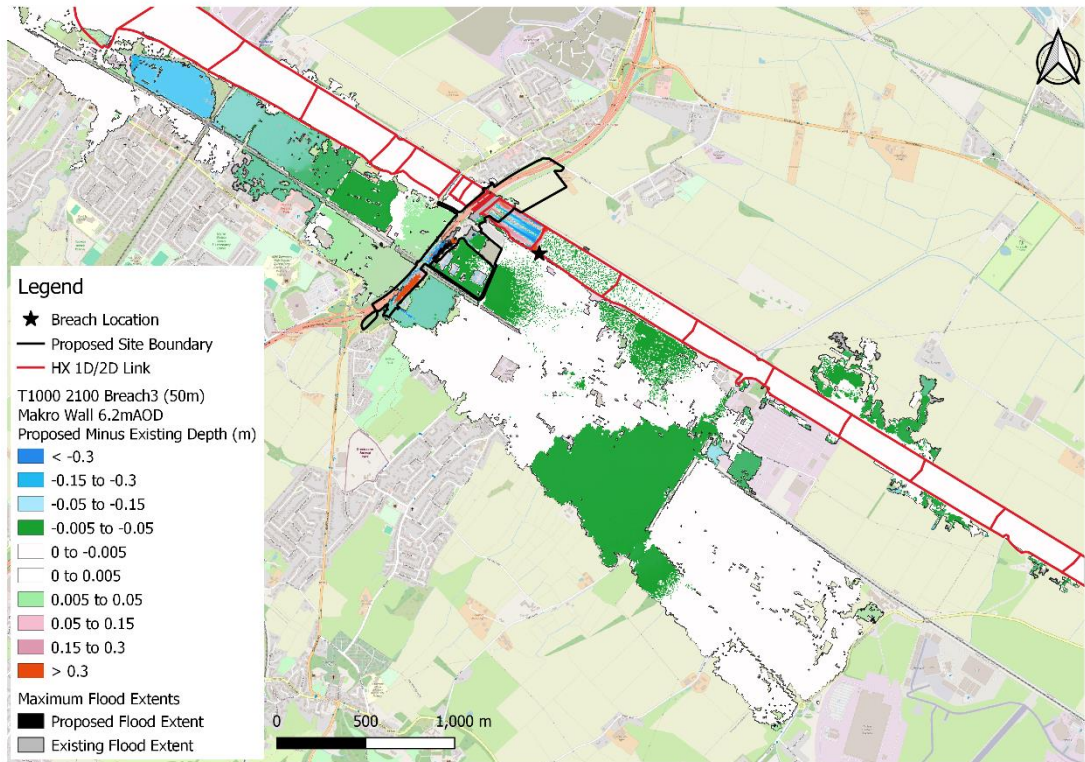 Legend
Breach Location
Proposed Site Boundary
HX 1D/2D Link
T1000 2100 Breach3 (50m)
Makro Wall 6.2mAOD
Proposed Minus Existing Depth (m)
< -0.3
-0.15 to -0.3
-0.05 to -0.15
-0.005 to -0.05
0 to -0.005
0 to 0.005
0.005 to 0.05
0.05 to 0.15
0.15 to 0.3
> 0.3
Maximum Flood Extents
Proposed Flood Extent
Existing Flood Extent
0 500 1,000 m